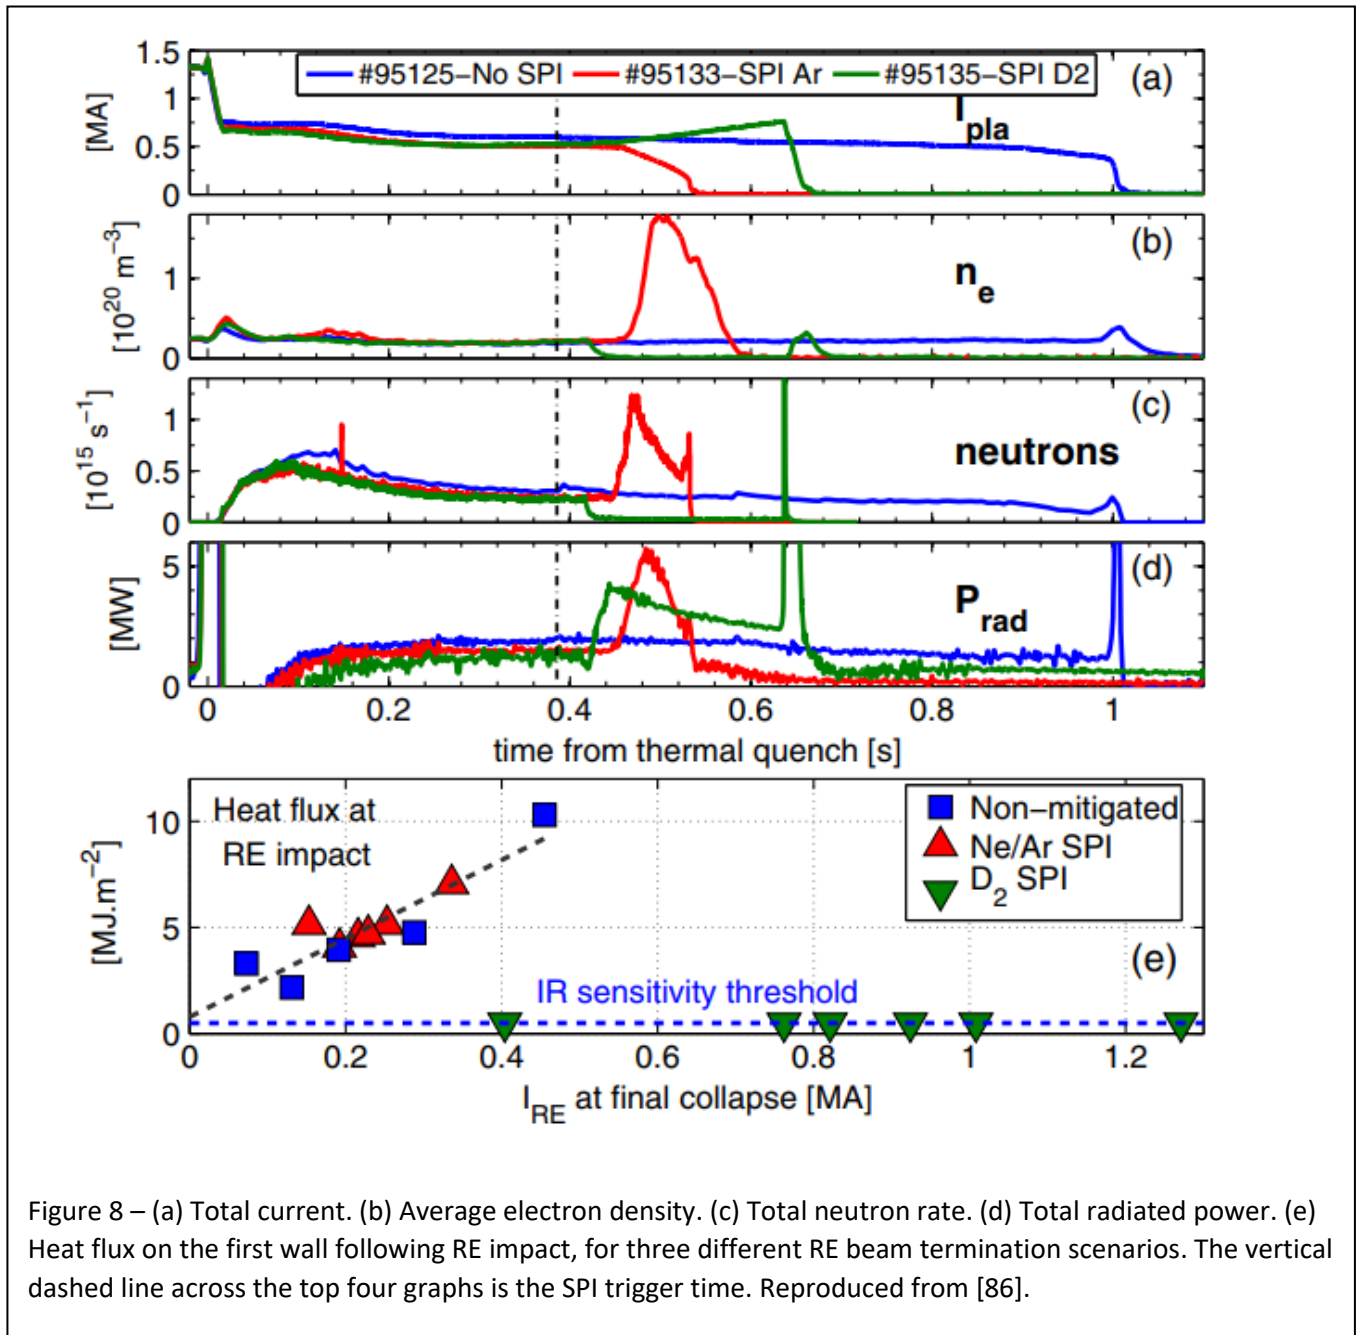 #95125-No SPI #95133-SPI Ar #95135-SPI D2
(a)
I pla
[MA]
1.5
1
0.5
0
(b)
n e
[10 20 m −3 ]
1
0
(c)
neutrons
[10 15 s −1 ]
1
0.5
0
(d)
P rad
[MW]
5
0
0 0.2 0.4 0.6 0.8 1
time from thermal quench [s]
Heat flux at
RE impact
Non−mitigated
Ne/Ar SPI
D 2 SPI
(e)
IR sensitivity threshold
[MJ.m −2 ]
10
5
0
0 0.2 0.4 0.6 0.8 1 1.2
I RE at final collapse [MA]
Figure 8 – (a) Total current. (b) Average electron density. (c) Total neutron rate. (d) Total radiated power. (e)
Heat flux on the first wall following RE impact, for three different RE beam termination scenarios. The vertical
dashed line across the top four graphs is the SPI trigger time. Reproduced from [86].